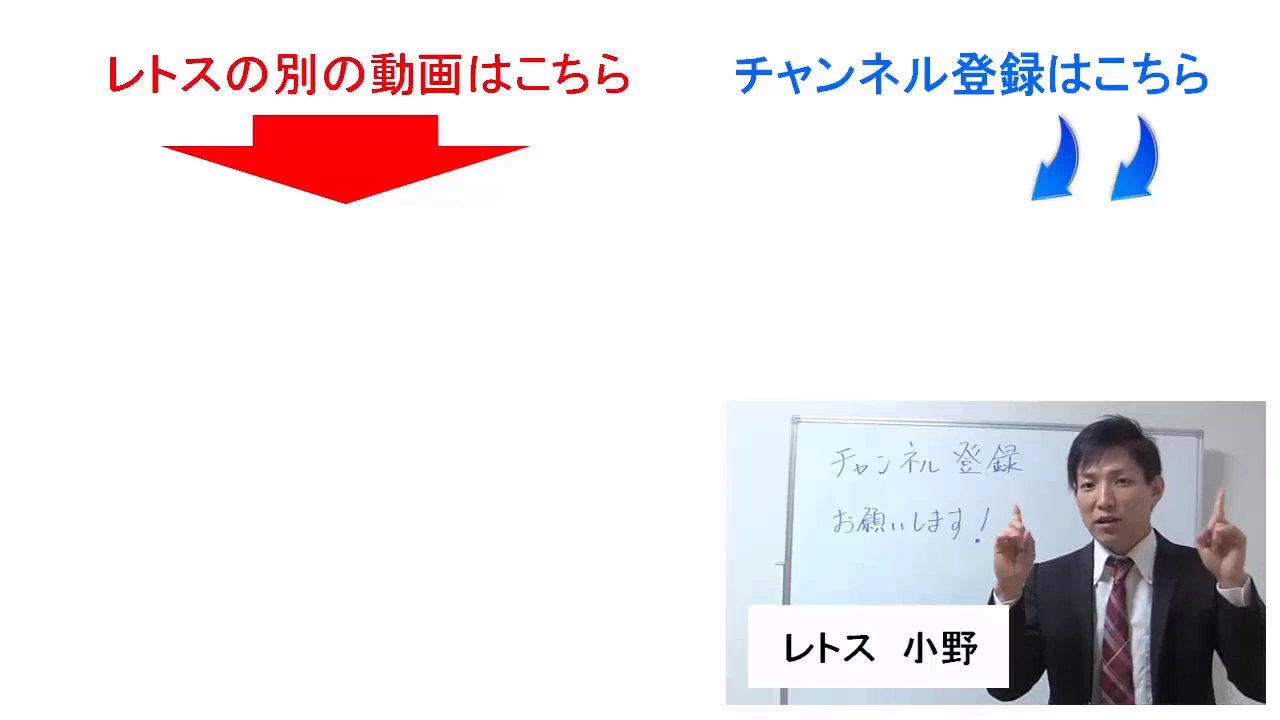 レトスの別の動画はこちら
チャンネル登録はこちら
チャンネル登録
お願いします!
レトス 小野